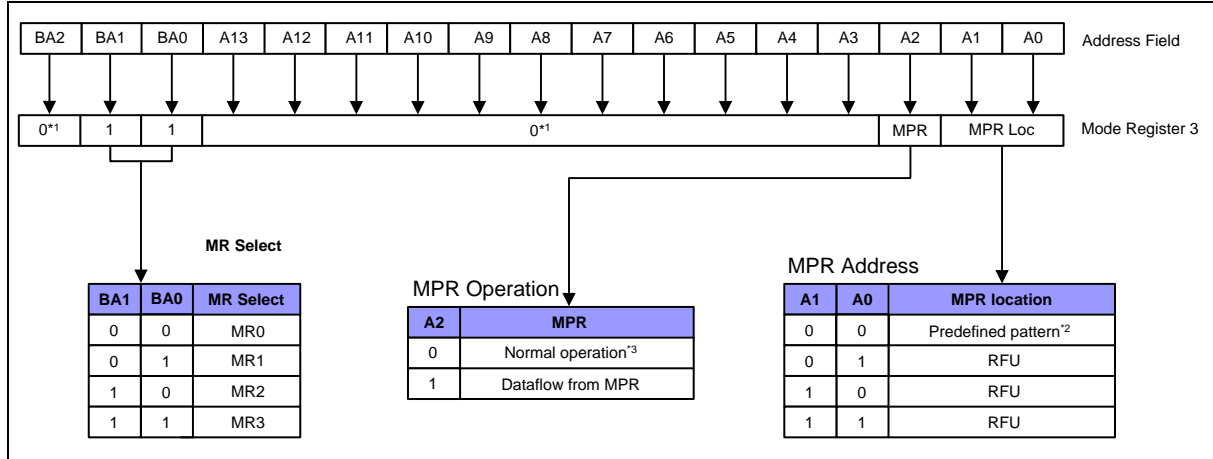 BA2 BA1 BA0 A13 A12 A11 A10 A9 A8 A7 A6 A5 A4 A3 A2 A1 A0 Address Field
0*1 1 1 0*1 MPR MPR Loc Mode Register 3
MR Select
BA1 BA0 MR Select
0 0 MR0
0 1 MR1
1 0 MR2
1 1 MR3
MPR Operation
A2 MPR
0 Normal operation*3
1 Dataflow from MPR
MPR Address
A1 A0 MPR location
0 0 Predefined pattern*2
0 1 RFU
1 0 RFU
1 1 RFU